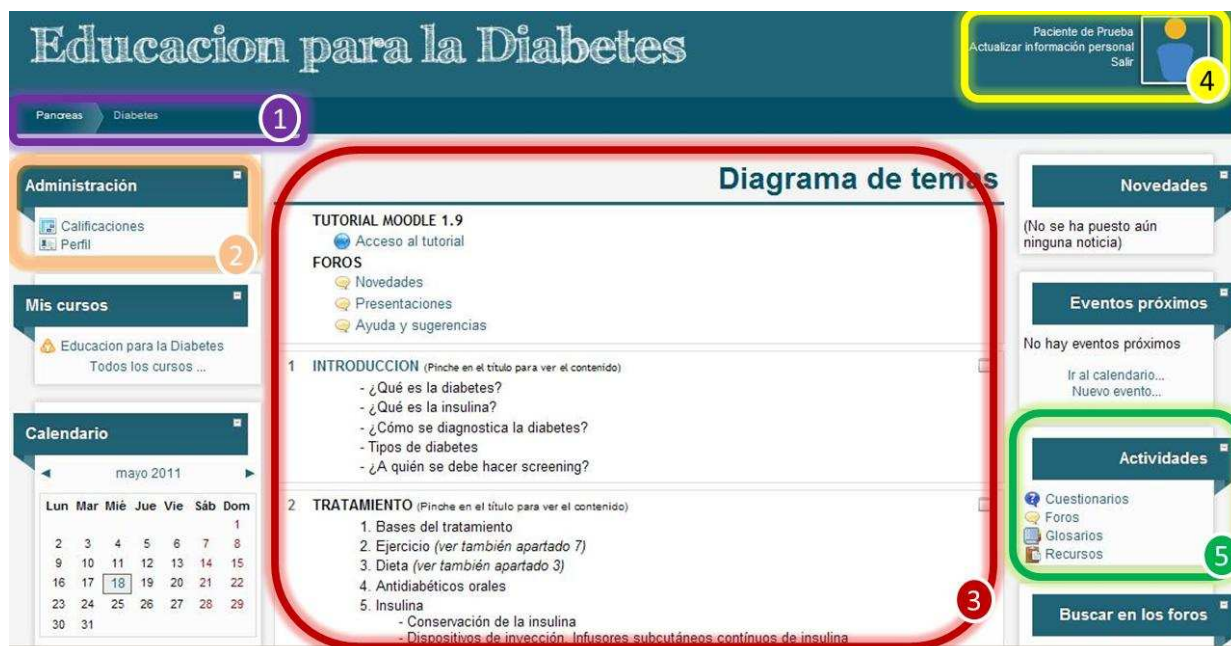 Educacion para la Diabetes
Paciente de Prueba
Actualizar información personal
Salir
4
Pancreas Diabetes
1
Administración
Calificaciones
Perfil
2
Mis cursos
Educacion para la Diabetes
Todos los cursos ...
Calendario
mayo 2011
Lun Mar Mié Jue Vie Sáb Dom
1
2 3 4 5 6 7 8
9 10 11 12 13 14 15
16 17 18 19 20 21 22
23 24 25 26 27 28 29
30 31
Diagrama de temas
TUTORIAL MOODLE 1.9
Acceso al tutorial
FOROS
Novedades
Presentaciones
Ayuda y sugerencias
1 INTRODUCCION (Pinche en el título para ver el contenido)
- ¿Qué es la diabetes?
- ¿Qué es la insulina?
- ¿Cómo se diagnostica la diabetes?
- Tipos de diabetes
- ¿A quién se debe hacer screening?
2 TRATAMIENTO (Pinche en el título para ver el contenido)
1. Bases del tratamiento
2. Ejercicio (ver también apartado 7)
3. Dieta (ver también apartado 3)
4. Antidiabéticos orales
5. Insulina
- Conservación de la insulina
- Dispositivos de inyección. Infusores subcutáneos contínuos de insulina
3
Novedades
(No se ha puesto aún
ninguna noticia)
Eventos próximos
No hay eventos próximos
Ir al calendario...
Nuevo evento...
Actividades
Cuestionarios
Foros
Glosarios
Recursos
5
Buscar en los foros